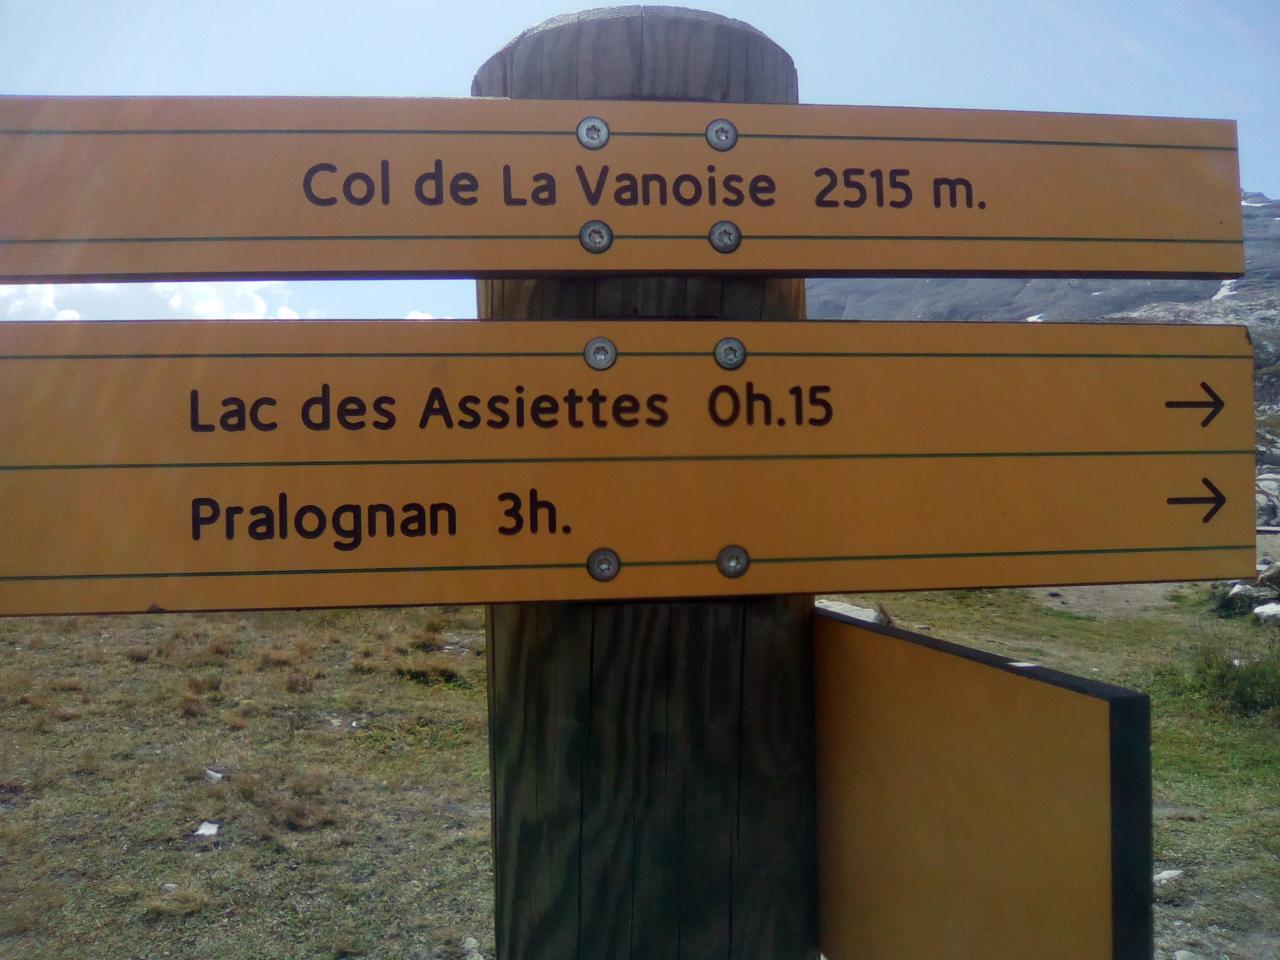 Col de La Vanoise 2515 m.
Lac des Assiettes 0h.15 →
Pralognan 3h. →